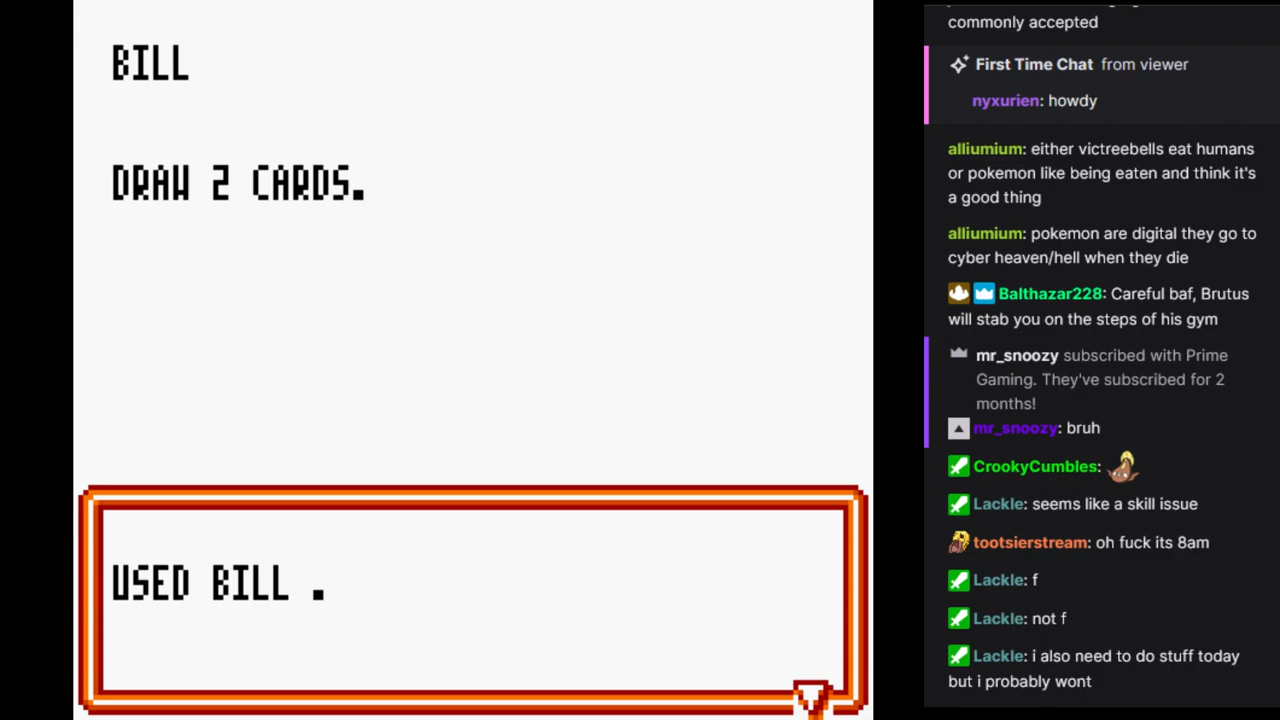 BILL
DRAW 2 CARDS.
USED BILL .
commonly accepted
First Time Chat from viewer
nyxurien: howdy
alliumium: either victreebells eat humans
or pokemon like being eaten and think it's
a good thing
alliumium: pokemon are digital they go to
cyber heaven/hell when they die
Balthazar228: Careful baf, Brutus
will stab you on the steps of his gym
mr_snoozy subscribed with Prime
Gaming. They've subscribed for 2
months!
mr_snoozy: bruh
CrookyCumbles:
Lackle: seems like a skill issue
tootsierstream: oh fuck its 8am
Lackle: f
Lackle: not f
Lackle: i also need to do stuff today
but i probably wont